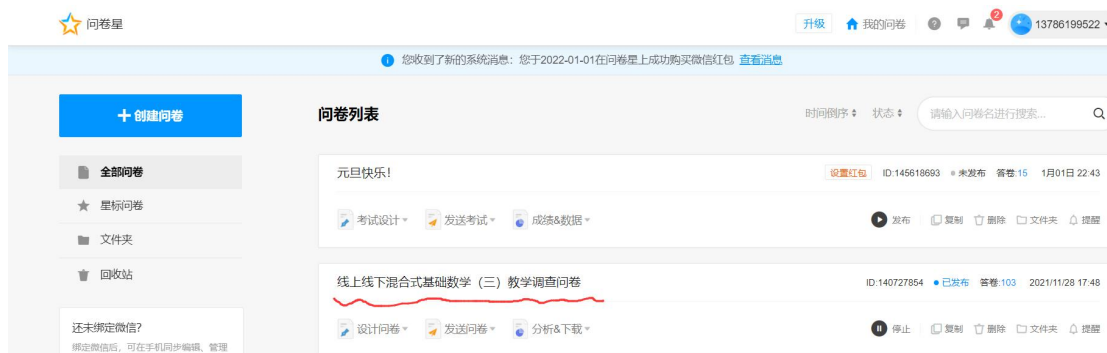 问卷星 升级 我的问卷 2 13786199522
您收到了新的系统消息：您于2022-01-01在问卷星上成功购买微信红包 查看消息
创建问卷
问卷列表 时间倒序 状态 请输入问卷名进行搜索...
全部问卷
星标问卷
文件夹
回收站
元旦快乐！ 设置红包 ID:145618693 未发布 答卷:15 1月01日 22:43
考试设计 发送考试 成绩&数据 发布 复制 删除 文件夹 提醒
线上线下混合式基础数学（三）教学调查问卷 ID:140727854 已发布 答卷:103 2021/11/28 17:48
设计问卷 发送问卷 分析&下载 停止 复制 删除 文件夹 提醒
还未绑定微信?
绑定微信后，可在手机同步编辑、管理